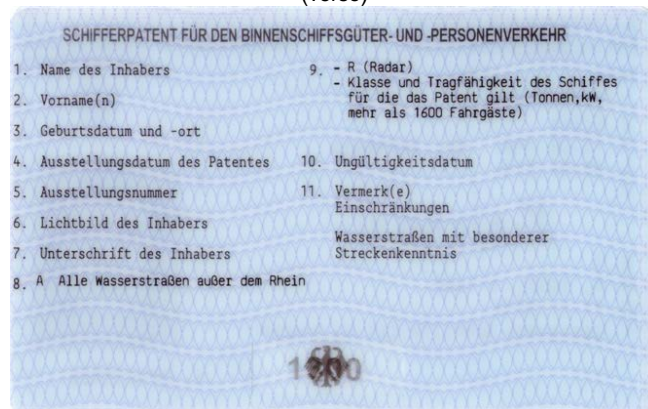 (verso)
SCHIFFERPATENT FÜR DEN BINNENSCHIFFSGÜTER- UND -PERSONENVERKEHR
1. Name des Inhabers
2. Vorname(n)
3. Geburtsdatum und -ort
4. Ausstellungsdatum des Patentes
5. Ausstellungsnummer
6. Lichtbild des Inhabers
7. Unterschrift des Inhabers
8. A Alle Wasserstraßen außer dem Rhein
9. - R (Radar)
- Klasse und Tragfähigkeit des Schiffes
für die das Patent gilt (Tonnen,kW,
mehr als 1600 Fahrgäste)
10. Ungültigkeitsdatum
11. Vermerk(e)
Einschränkungen
Wasserstraßen mit besonderer
Streckenkenntnis